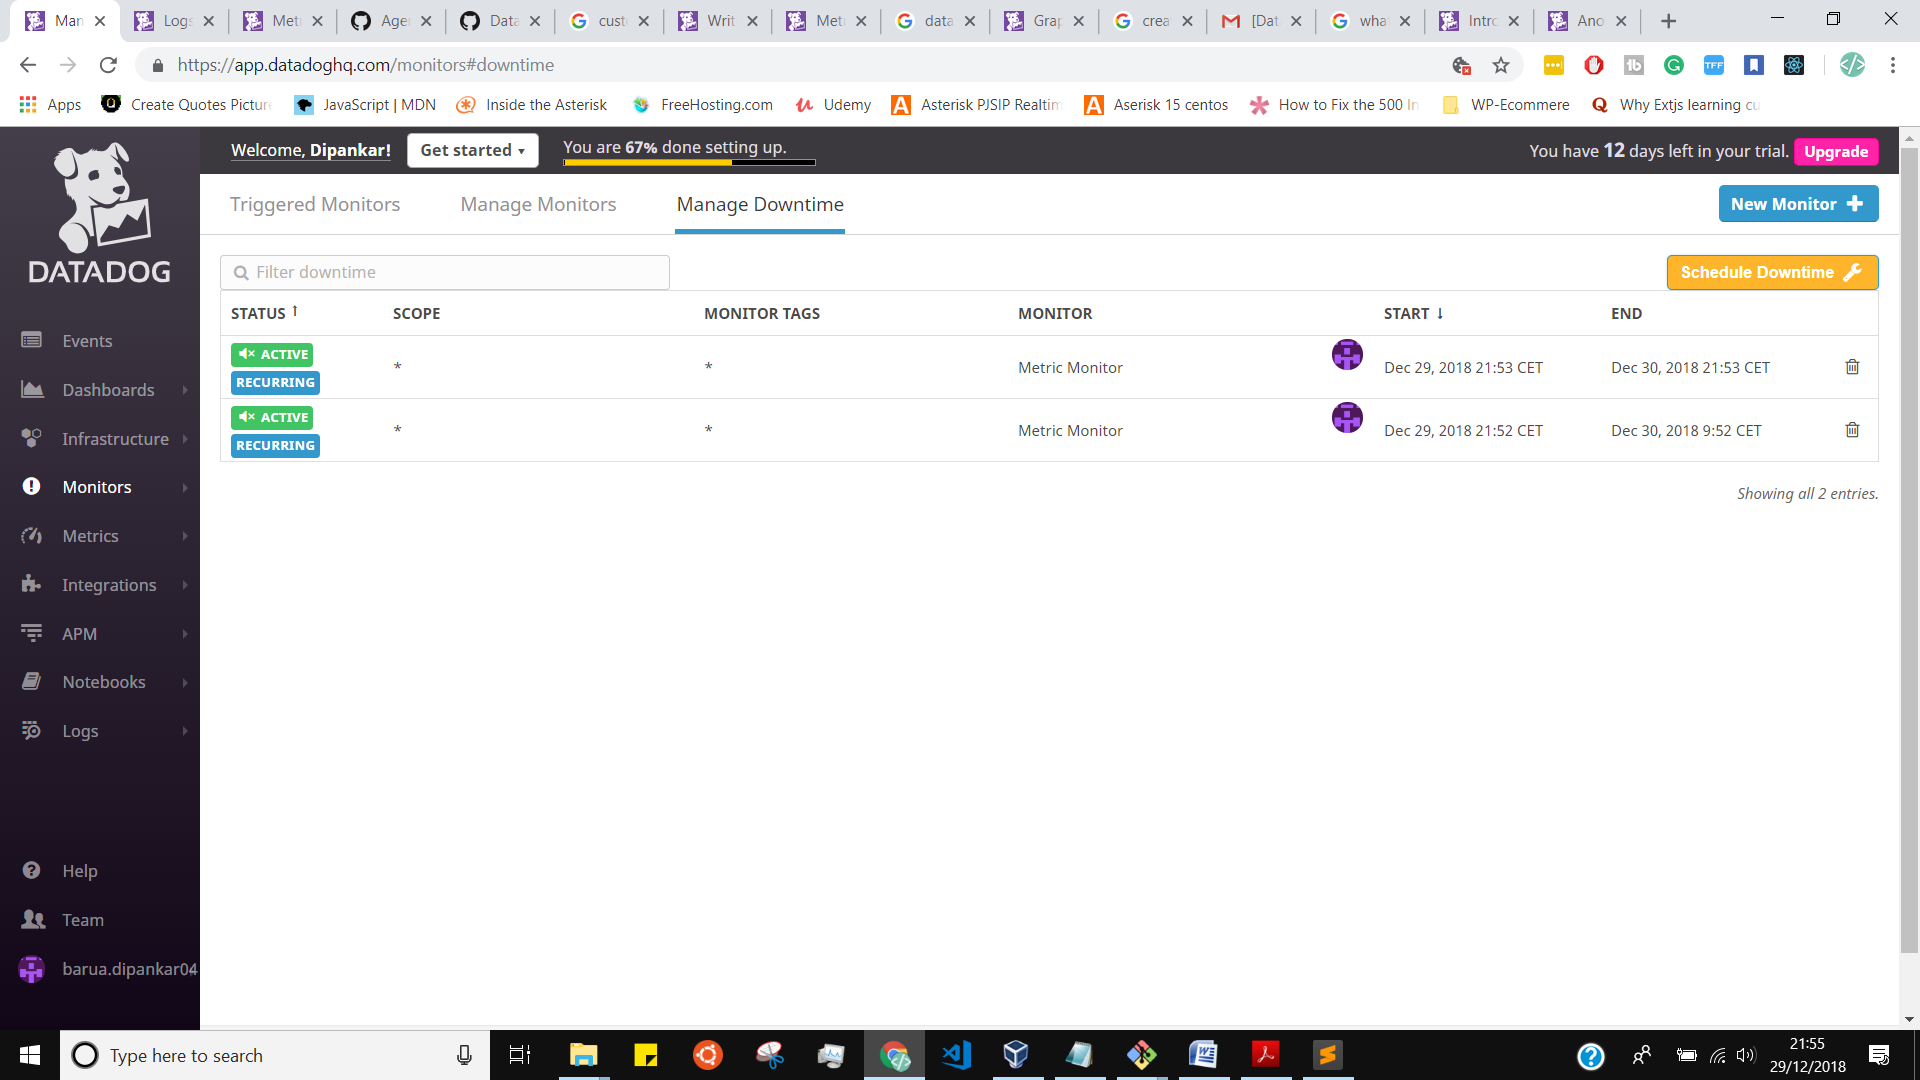 Man
Logs
Metr
Age
Data
cust
Writ
Metr
data
Grap
crea
[Dat
wha
Intro
Ano
https://app.datadoghq.com/monitors#downtime
Apps
Create Quotes Picture
JavaScript | MDN
Inside the Asterisk
FreeHosting.com
Udemy
Asterisk PJSIP Realtim
Aserisk 15 centos
How to Fix the 500 In
WP-Ecommere
Why Extjs learning cu
DATADOG
Welcome, Dipankar!
Get started
You are 67% done setting up.
You have 12 days left in your trial.
Upgrade
Triggered Monitors
Manage Monitors
Manage Downtime
New Monitor +
Filter downtime
Schedule Downtime
STATUS ↑ SCOPE MONITOR TAGS MONITOR START ↓ END
ACTIVE
RECURRING
* * Metric Monitor Dec 29, 2018 21:53 CET Dec 30, 2018 21:53 CET
ACTIVE
RECURRING
* * Metric Monitor Dec 29, 2018 21:52 CET Dec 30, 2018 9:52 CET
Showing all 2 entries.
Events
Dashboards
Infrastructure
Monitors
Metrics
Integrations
APM
Notebooks
Logs
Help
Team
barua.dipankar04
Type here to search
21:55
29/12/2018